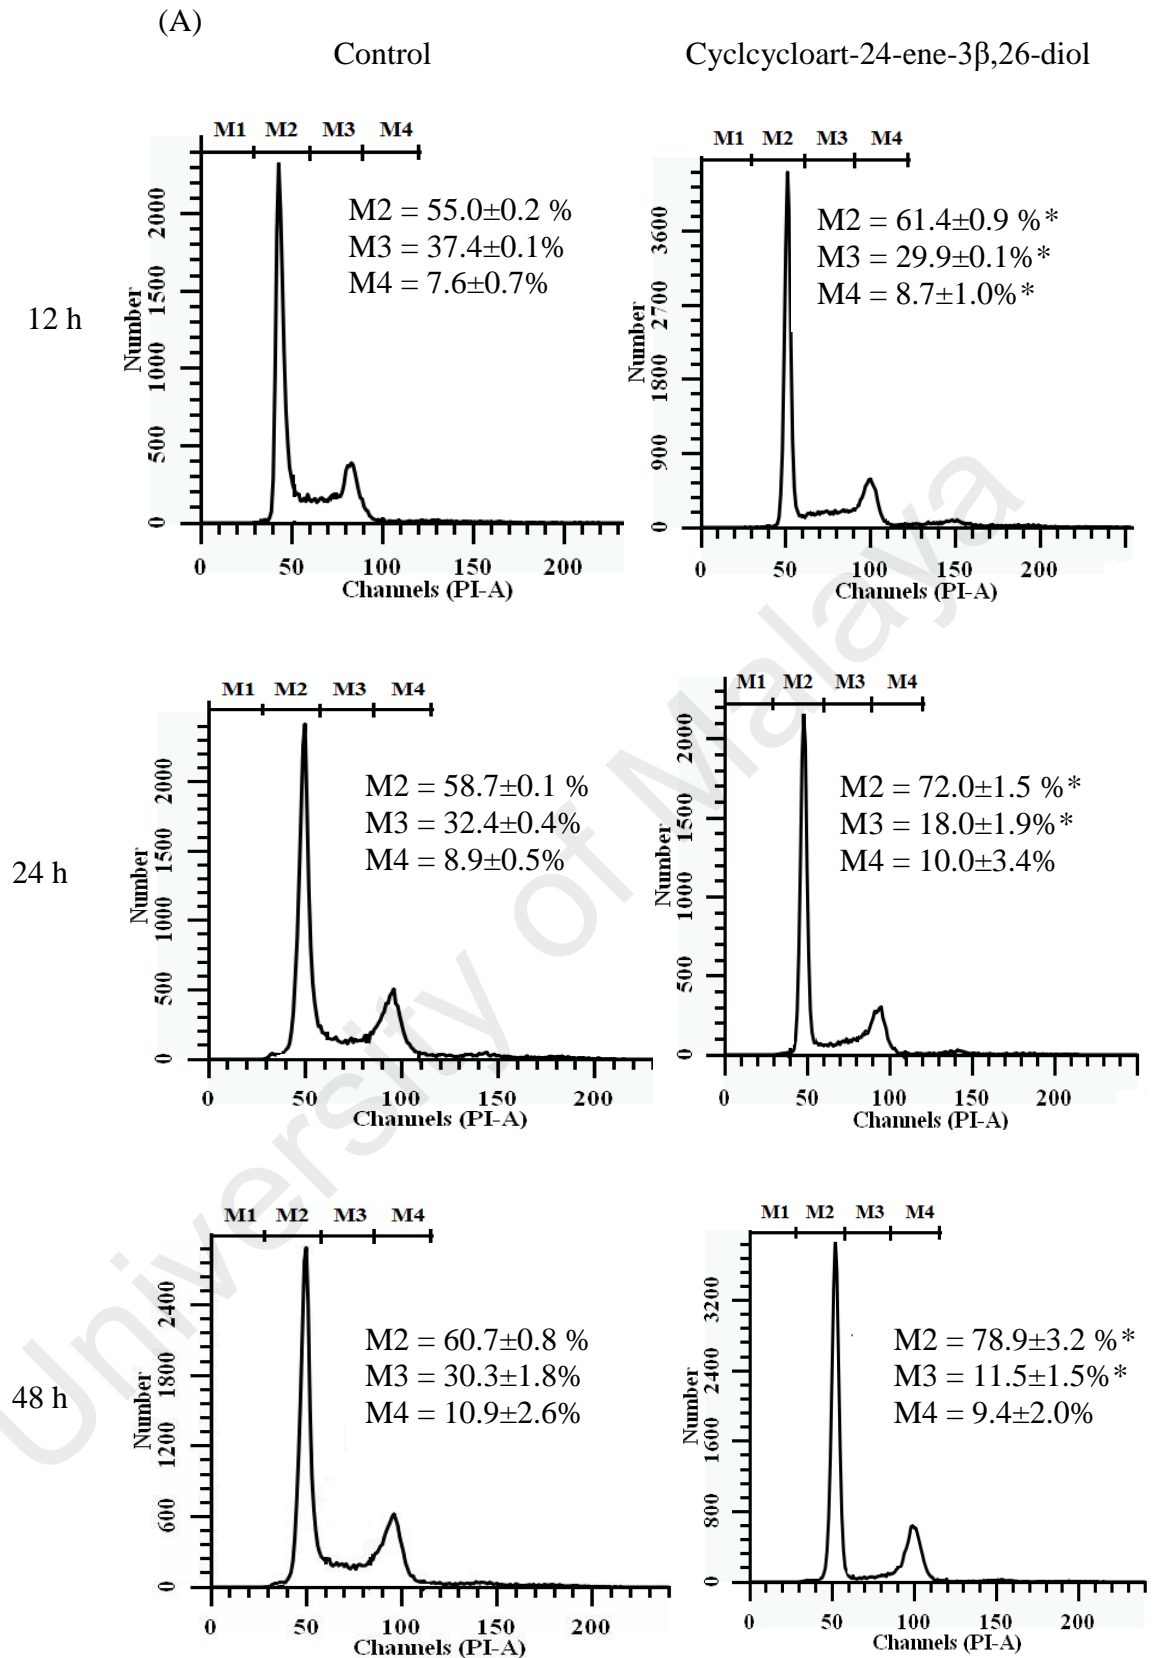 (A)
Control
Cyclcycloart-24-ene-3β,26-diol
12 h
M1 M2 M3 M4
M2 = 55.0±0.2 %
M3 = 37.4±0.1%
M4 = 7.6±0.7%
Number
0 500 1000 1500 2000
0 50 100 150 200
Channels (PI-A)
M1 M2 M3 M4
M2 = 61.4±0.9 %*
M3 = 29.9±0.1%*
M4 = 8.7±1.0%*
Number
0 900 1800 2700 3600
0 50 100 150 200
Channels (PI-A)
24 h
M1 M2 M3 M4
M2 = 58.7±0.1 %
M3 = 32.4±0.4%
M4 = 8.9±0.5%
Number
0 500 1000 1500 2000
0 50 100 150 200
Channels (PI-A)
M1 M2 M3 M4
M2 = 72.0±1.5 %*
M3 = 18.0±1.9%*
M4 = 10.0±3.4%
Number
0 500 1000 1500 2000
0 50 100 150 200
Channels (PI-A)
48 h
M1 M2 M3 M4
M2 = 60.7±0.8 %
M3 = 30.3±1.8%
M4 = 10.9±2.6%
Number
0 600 1200 1800 2400
0 50 100 150 200
Channels (PI-A)
M1 M2 M3 M4
M2 = 78.9±3.2 %*
M3 = 11.5±1.5%*
M4 = 9.4±2.0%
Number
0 800 1600 2400 3200
0 50 100 150 200
Channels (PI-A)
University of Malaya